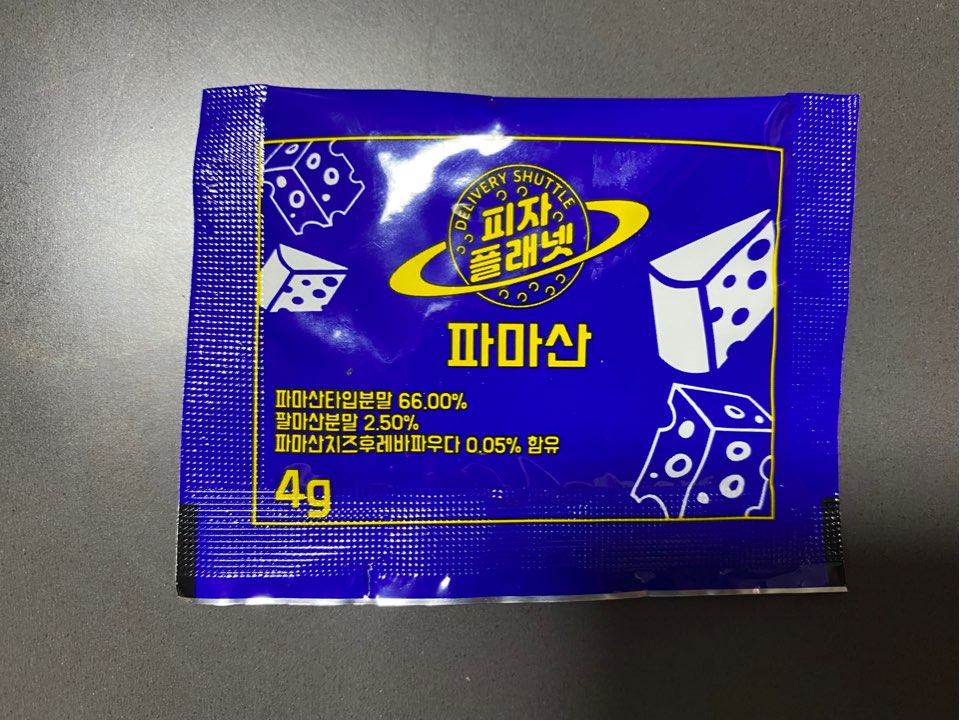 DELIVERY SHUTTLE
피자
플래넷
파마산
파마산타입분말 66.00%
팔마산분말 2.50%
파마산치즈후레바파우다 0.05% 함유
4g